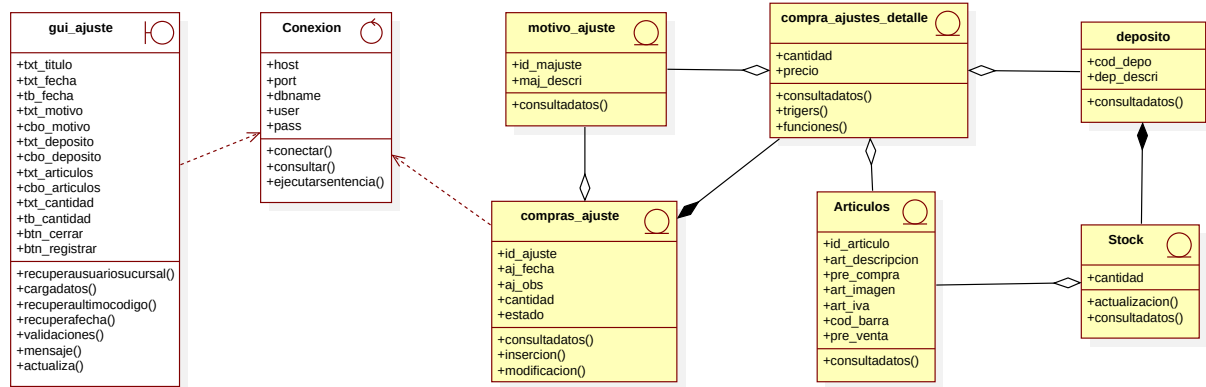 gui_ajuste
+txt_titulo
+txt_fecha
+tb_fecha
+txt_motivo
+cbo_motivo
+txt_deposito
+cbo_deposito
+txt_articulos
+cbo_articulos
+txt_cantidad
+tb_cantidad
+btn_cerrar
+btn_registrar
+recuperausuariosucursal()
+cargadatos()
+recuperaultimocodigo()
+recuperafecha()
+validaciones()
+mensaje()
+actualiza()
Conexion
+host
+port
+dbname
+user
+pass
+conectar()
+consultar()
+ejecutarsentencia()
motivo_ajuste
+id_majuste
+maj_descri
+consultadatos()
compras_ajuste
+id_ajuste
+aj_fecha
+aj_obs
+cantidad
+estado
+consultadatos()
+insercion()
+modificacion()
compra_ajustes_detalle
+cantidad
+precio
+consultadatos()
+trigers()
+funciones()
Articulos
+id_articulo
+art_descripcion
+pre_compra
+art_imagen
+art_iva
+cod_barra
+pre_venta
+consultadatos()
deposito
+cod_depo
+dep_descri
+consultadatos()
Stock
+cantidad
+actualizacion()
+consultadatos()